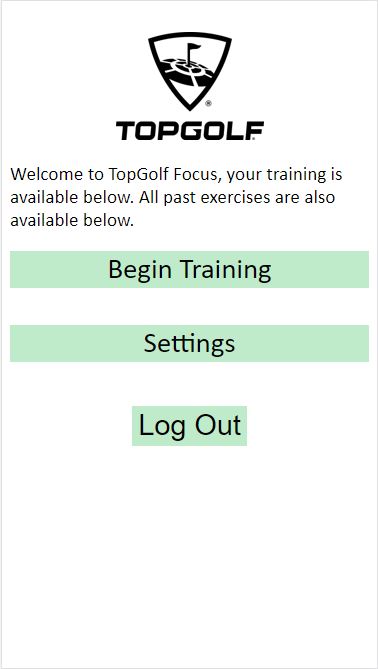 TOPGOLF
Welcome to TopGolf Focus, your training is
available below. All past exercises are also
available below.
Begin Training
Settings
Log Out